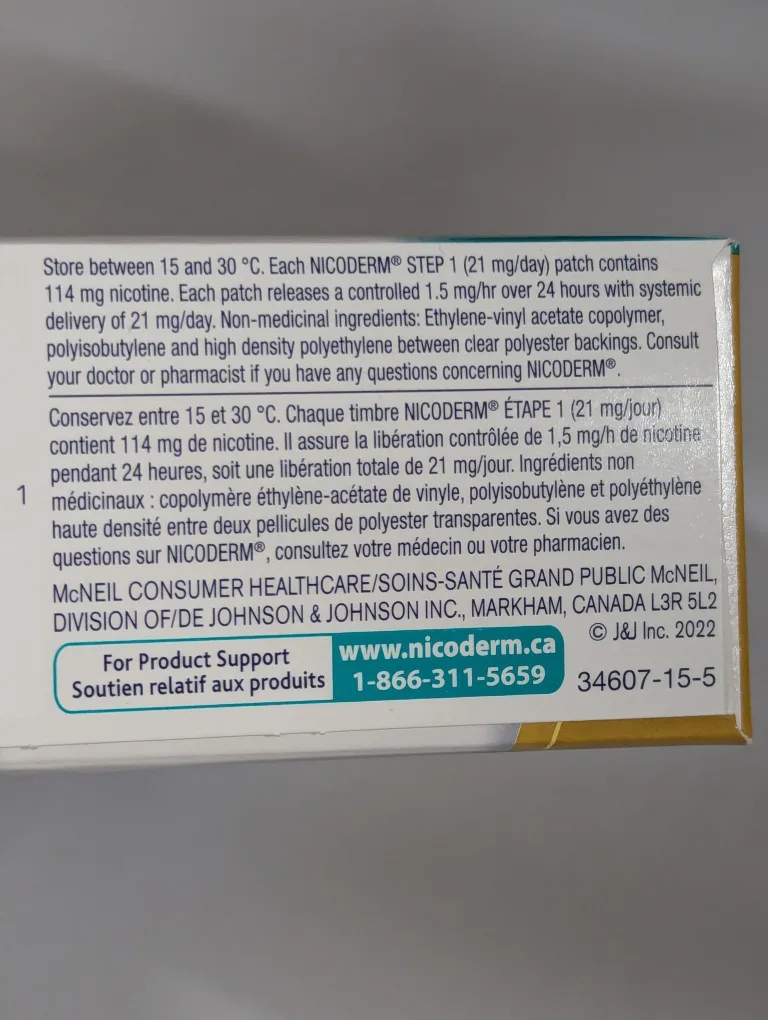 Store between 15 and 30 °C. Each NICODERM® STEP 1 (21 mg/day) patch contains
114 mg nicotine. Each patch releases a controlled 1.5 mg/hr over 24 hours with systemic
delivery of 21 mg/day. Non-medicinal ingredients: Ethylene-vinyl acetate copolymer,
polyisobutylene and high density polyethylene between clear polyester backings. Consult
your doctor or pharmacist if you have any questions concerning NICODERM®.
Conservez entre 15 et 30 °C. Chaque timbre NICODERM® ÉTAPE 1 (21 mg/jour)
contient 114 mg de nicotine. Il assure la libération contrôlée de 1,5 mg/h de nicotine
pendant 24 heures, soit une libération totale de 21 mg/jour. Ingrédients non
1
médicinaux : copolymère éthylène-acétate de vinyle, polyisobutylène et polyéthylène
haute densité entre deux pellicules de polyester transparentes. Si vous avez des
questions sur NICODERM®, consultez votre médecin ou votre pharmacien.
McNEIL CONSUMER HEALTHCARE/SOINS-SANTÉ GRAND PUBLIC McNEIL,
DIVISION OF/DE JOHNSON & JOHNSON INC., MARKHAM, CANADA L3R 5L2
© J&J Inc. 2022
For Product Support
Soutien relatif aux produits
www.nicoderm.ca
1-866-311-5659
34607-15-5